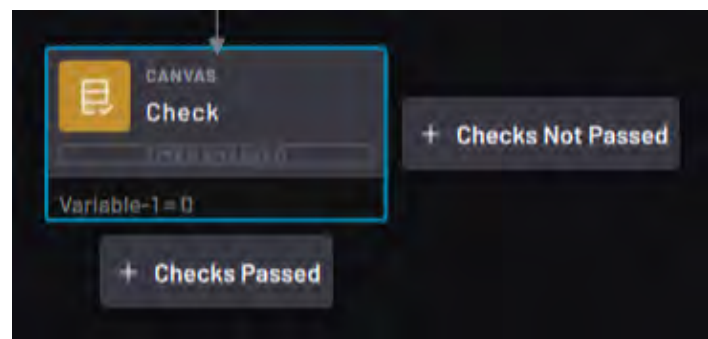 CANVAS
Check
+ Checks Not Passed
Variable-1 = 0
+ Checks Passed